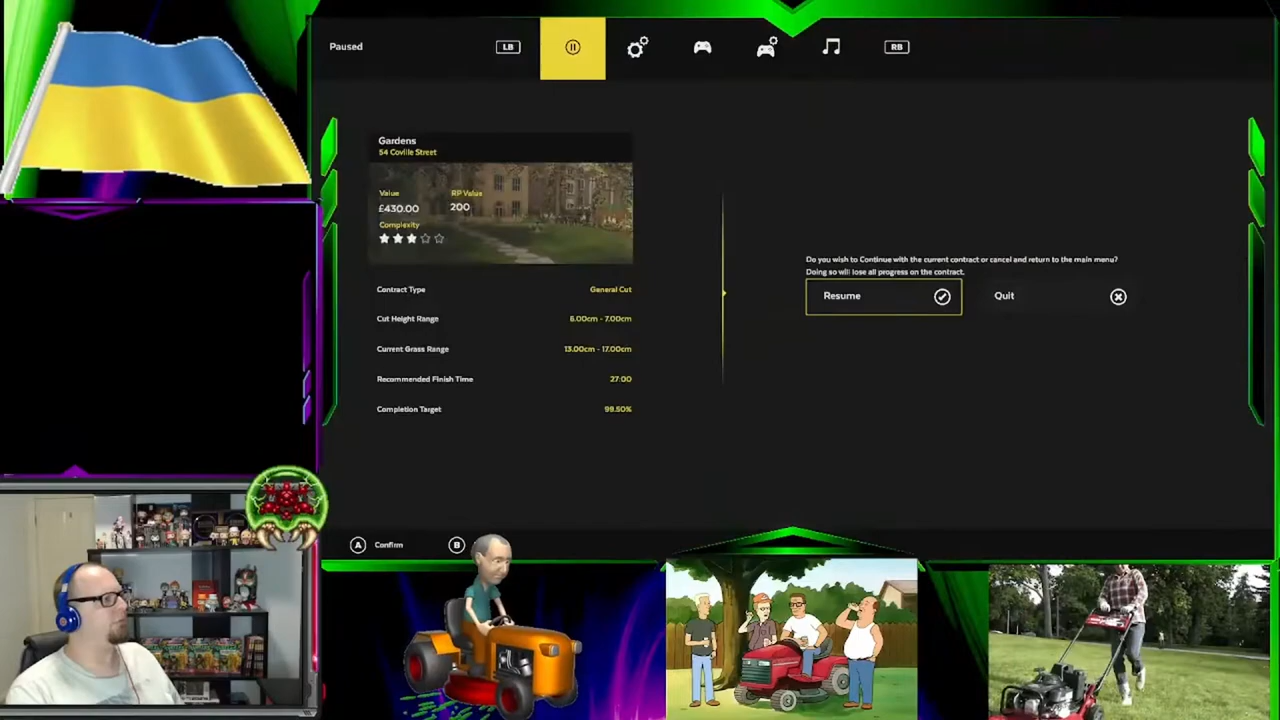 Paused
LB
RB
Gardens
54 Coville Street
Value
RP Value
£430.00
200
Complexity
Contract Type
General Cut
Cut Height Range
6.00cm - 7.00cm
Current Grass Range
13.00cm - 17.00cm
Recommended Finish Time
27:00
Completion Target
99.50%
Do you wish to Continue with the current contract or cancel and return to the main menu?
Doing so will lose all progress on the contract.
Resume
Quit
A
Confirm
B